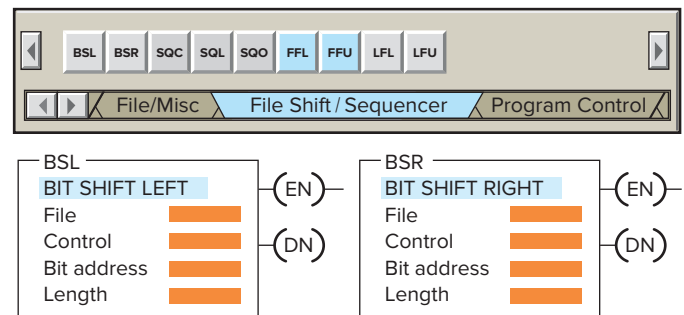 BSL BSR SQC SQL SQO FFL FFU LFL LFU
File/Misc File Shift / Sequencer Program Control
BSL
BIT SHIFT LEFT
File
Control
Bit address
Length
EN
DN
BSR
BIT SHIFT RIGHT
File
Control
Bit address
Length
EN
DN